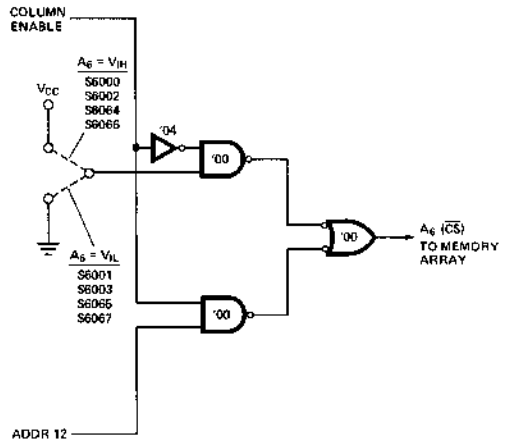 COLUMN
ENABLE
A6 = VIH
S6000
S6002
S6064
S6066
VCC
'04
'00
'00
A6 (CS)
TO MEMORY
ARRAY
A6 = VIL
S6001
S6003
S6065
S6067
'00
ADDR 12